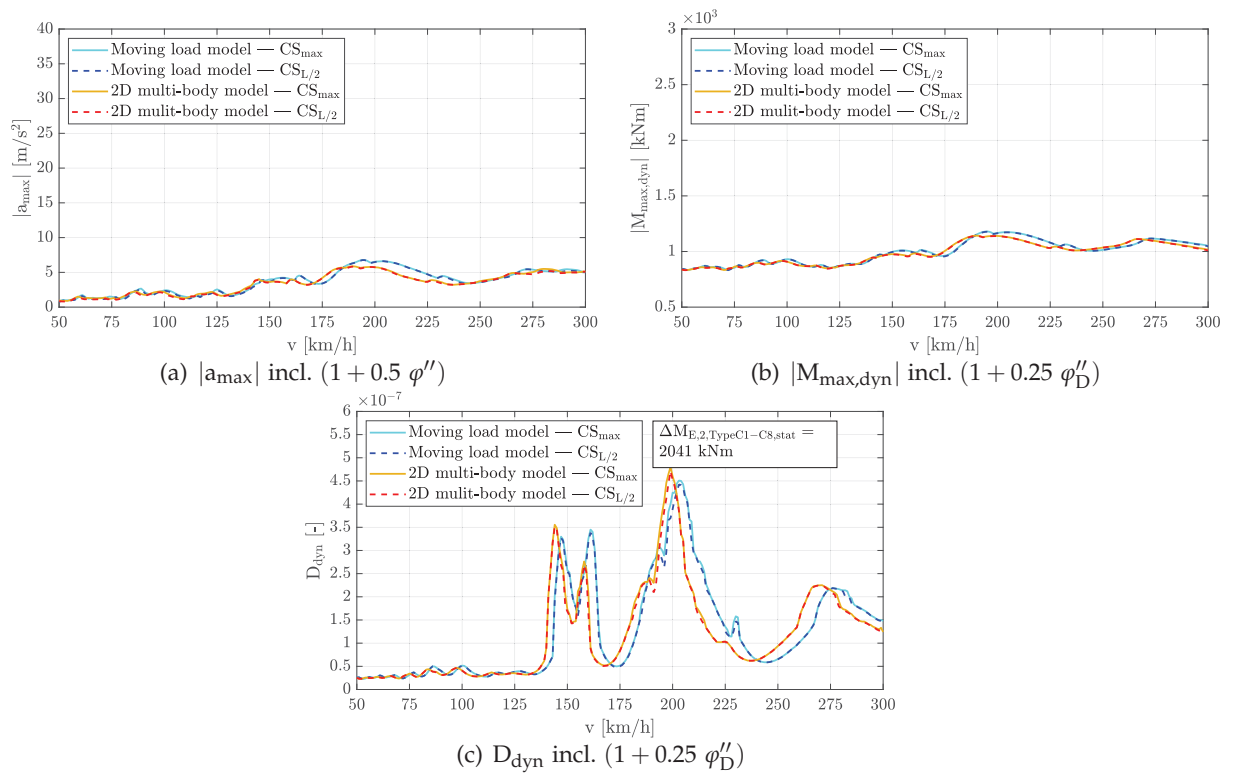 40
35
30
25
20
15
10
5
0
|a_max| [m/s²]
Moving load model — CS_max
Moving load model — CS_L/2
2D multi-body model — CS_max
2D mulit-body model — CS_L/2
50 75 100 125 150 175 200 225 250 275 300
v [km/h]
(a) |a_max| incl. (1 + 0.5 φ″)
×10³
3
2.5
2
1.5
1
0.5
|M_max,dyn| [kNm]
Moving load model — CS_max
Moving load model — CS_L/2
2D multi-body model — CS_max
2D mulit-body model — CS_L/2
50 75 100 125 150 175 200 225 250 275 300
v [km/h]
(b) |M_max,dyn| incl. (1 + 0.25 φ″_D)
×10⁻⁷
6
5.5
5
4.5
4
3.5
3
2.5
2
1.5
1
0.5
0
D_dyn [-]
Moving load model — CS_max
Moving load model — CS_L/2
2D multi-body model — CS_max
2D mulit-body model — CS_L/2
ΔM_E,2,TypeC1−C8,stat =
2041 kNm
50 75 100 125 150 175 200 225 250 275 300
v [km/h]
(c) D_dyn incl. (1 + 0.25 φ″_D)